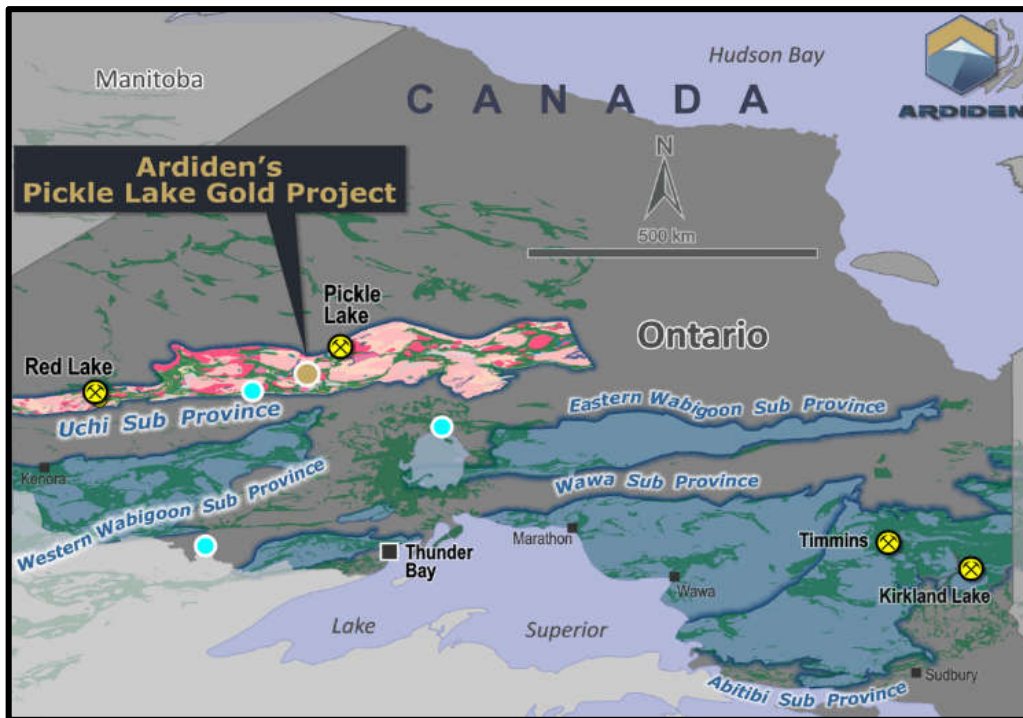 Hudson Bay
ARDIDEN
Manitoba
CANADA
Ardiden's
Pickle Lake Gold Project
N
500 km
Pickle
Lake
Ontario
Red Lake
Uchi Sub Province
Eastern Wabigoon Sub Province
Kenora
Wawa Sub Province
Western Wabigoon Sub Province
Marathon
Timmins
Thunder
Bay
Wawa
Kirkland Lake
Lake Superior
Sudbury
Abitibi Sub Province